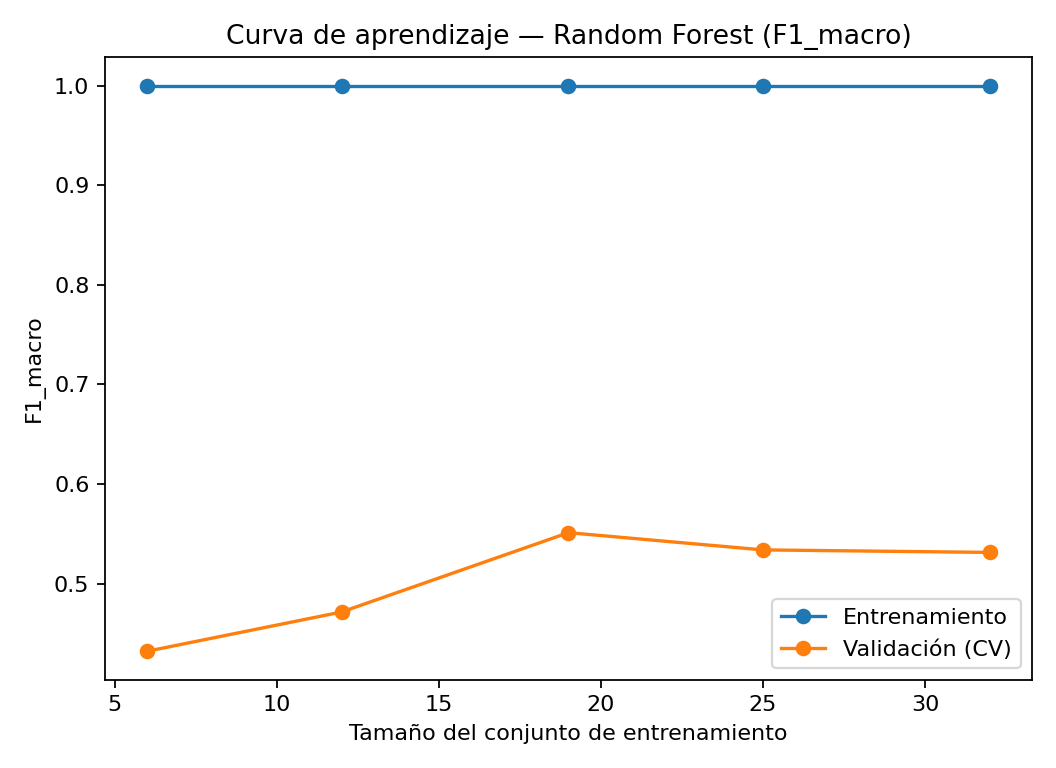 Curva de aprendizaje — Random Forest (F1_macro)
1.0
0.9
0.8
0.7
0.6
0.5
F1_macro
5
10
15
20
25
30
Tamaño del conjunto de entrenamiento
Entrenamiento
Validación (CV)